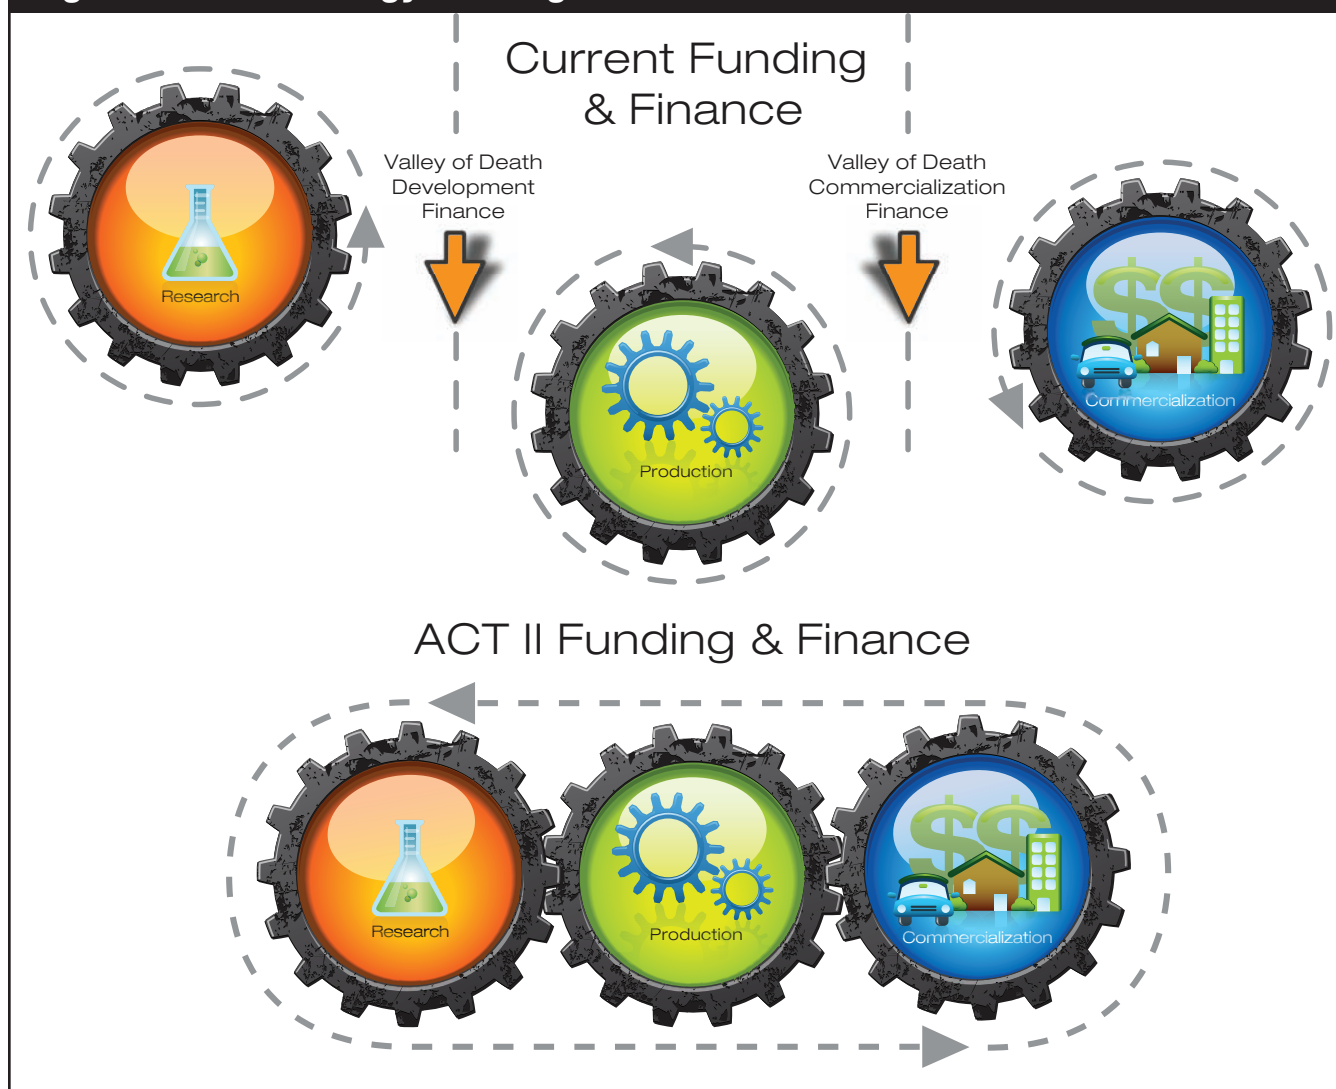 Current Funding
& Finance
Valley of Death
Development
Finance
Valley of Death
Commercialization
Finance
Research
Production
Commercialization
ACT II Funding & Finance
Research
Production
Commercialization